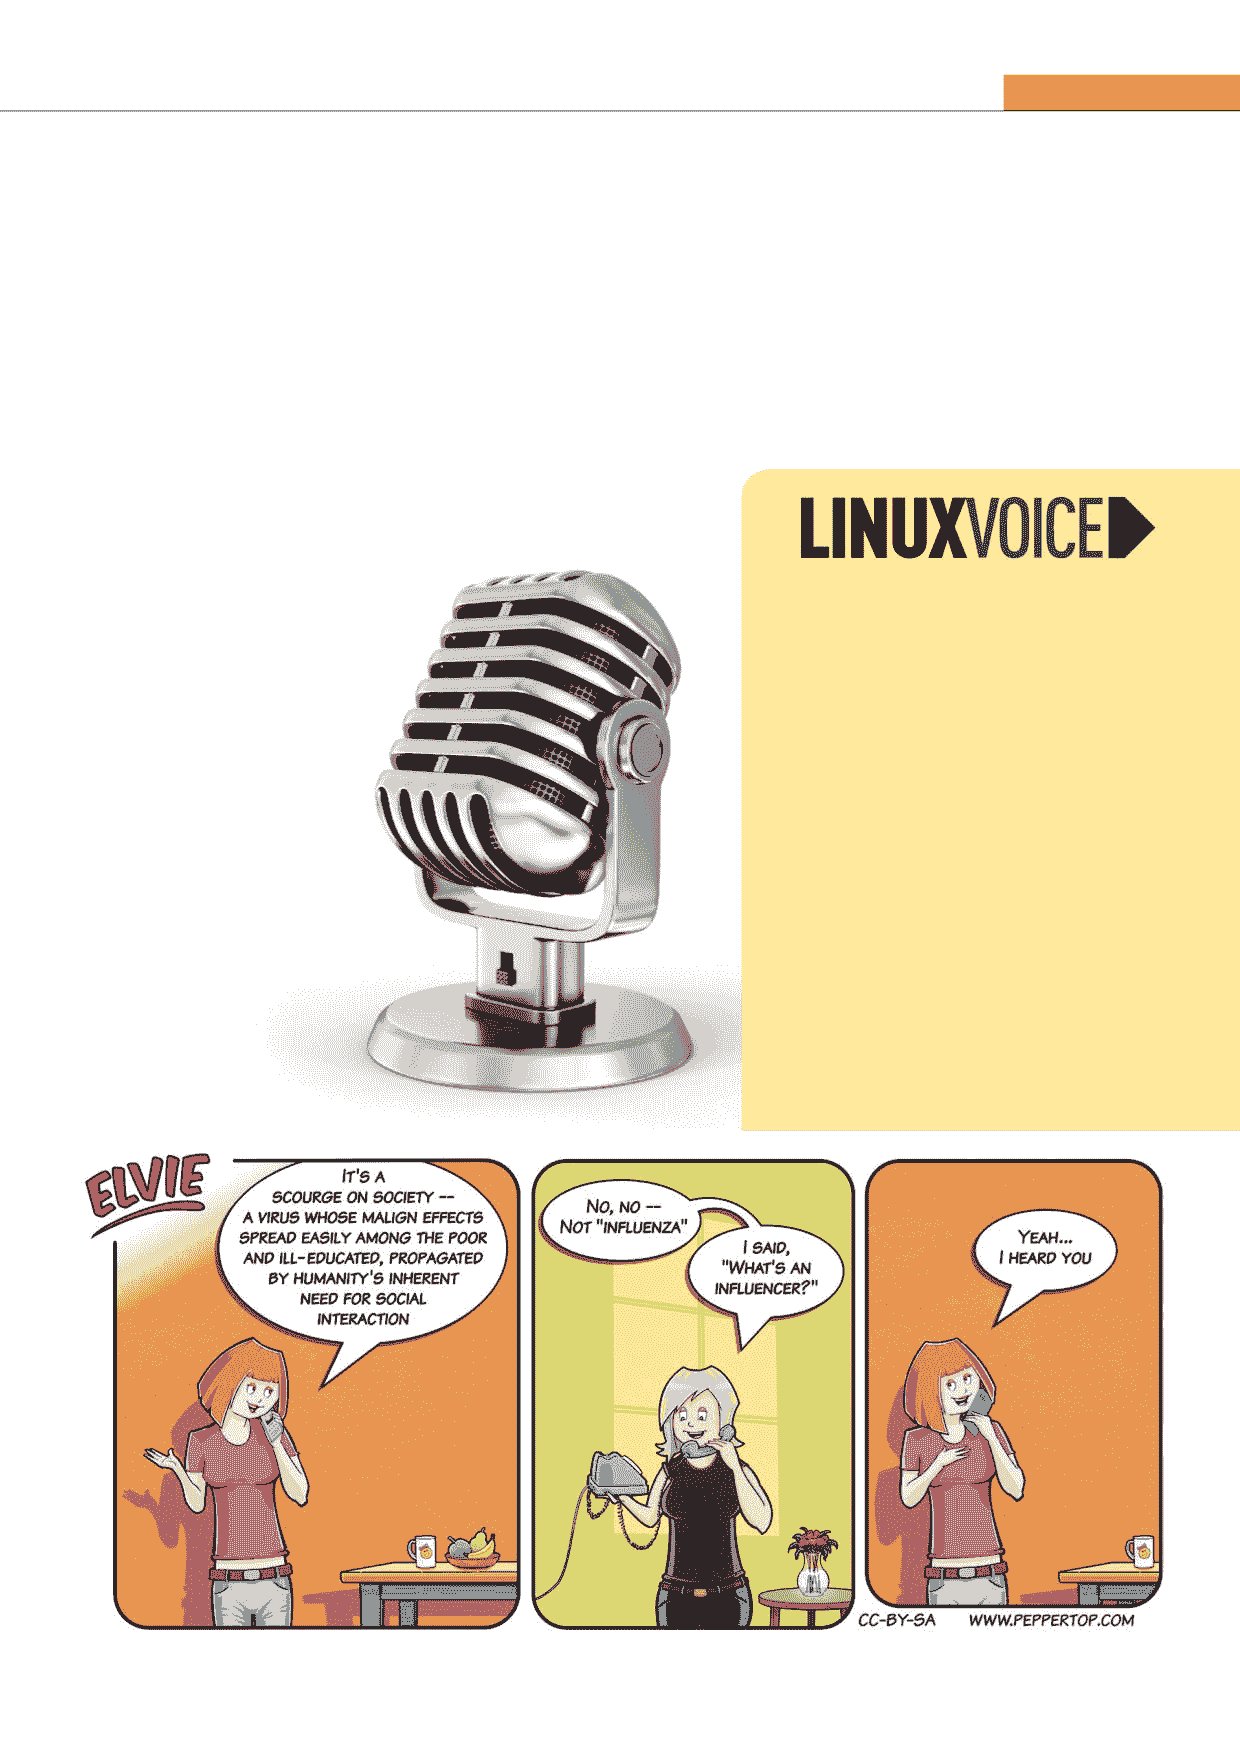 LINUXVOICE
ELVIE
IT'S A
SCOURGE ON SOCIETY --
A VIRUS WHOSE MALIGN EFFECTS
SPREAD EASILY AMONG THE POOR
AND ILL-EDUCATED, PROPAGATED
BY HUMANITY'S INHERENT
NEED FOR SOCIAL
INTERACTION
NO, NO --
NOT "INFLUENZA"
I SAID,
"WHAT'S AN
INFLUENCER?"
YEAH...
I HEARD YOU
CC-BY-SA WWW.PEPPERTOP.COM